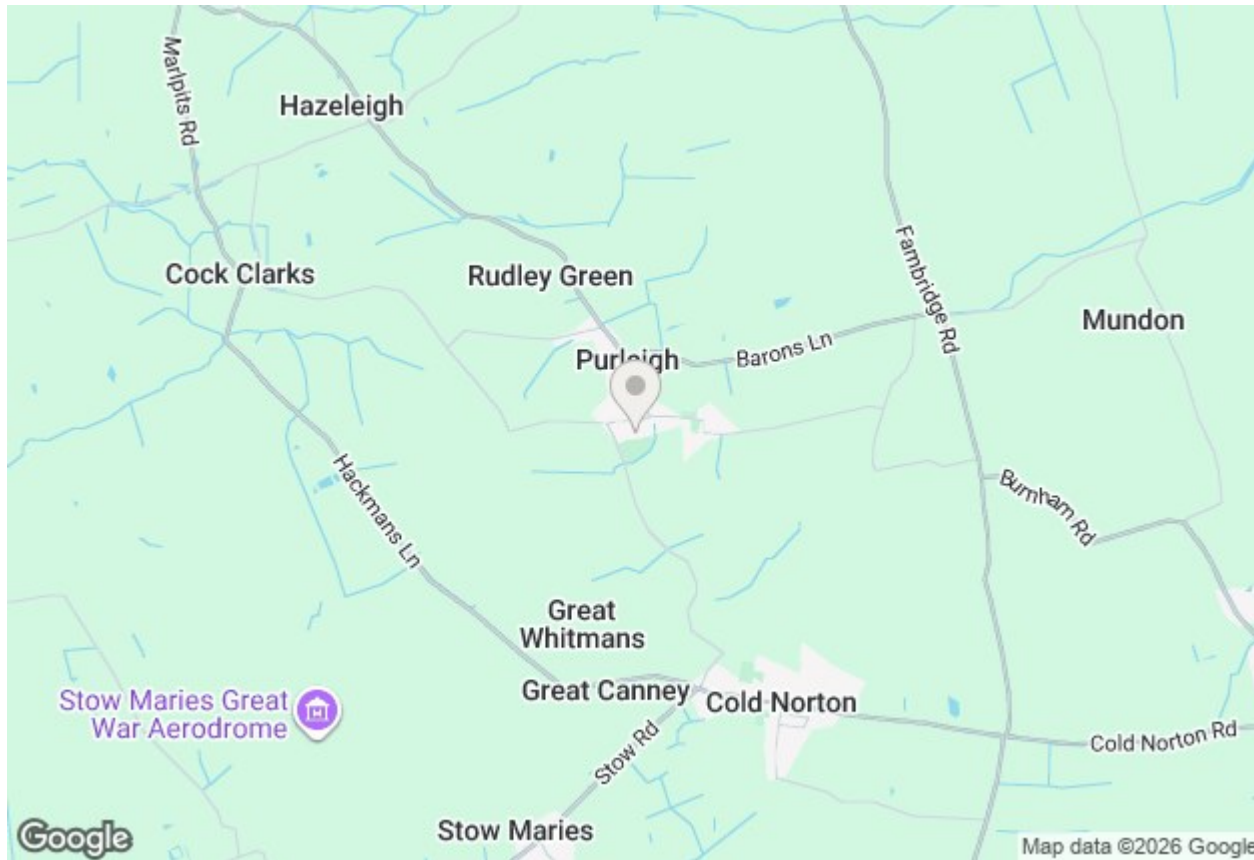 Marlpits Rd
Hazeleigh
Cock Clarks
Rudley Green
Fambridge Rd
Mundon
Purleigh
Barons Ln
Hackmans Ln
Burnham Rd
Great
Whitmans
Stow Maries Great
War Aerodrome
Great Canney
Cold Norton
Cold Norton Rd
Stow Rd
Stow Maries
Google
Map data ©2026 Google